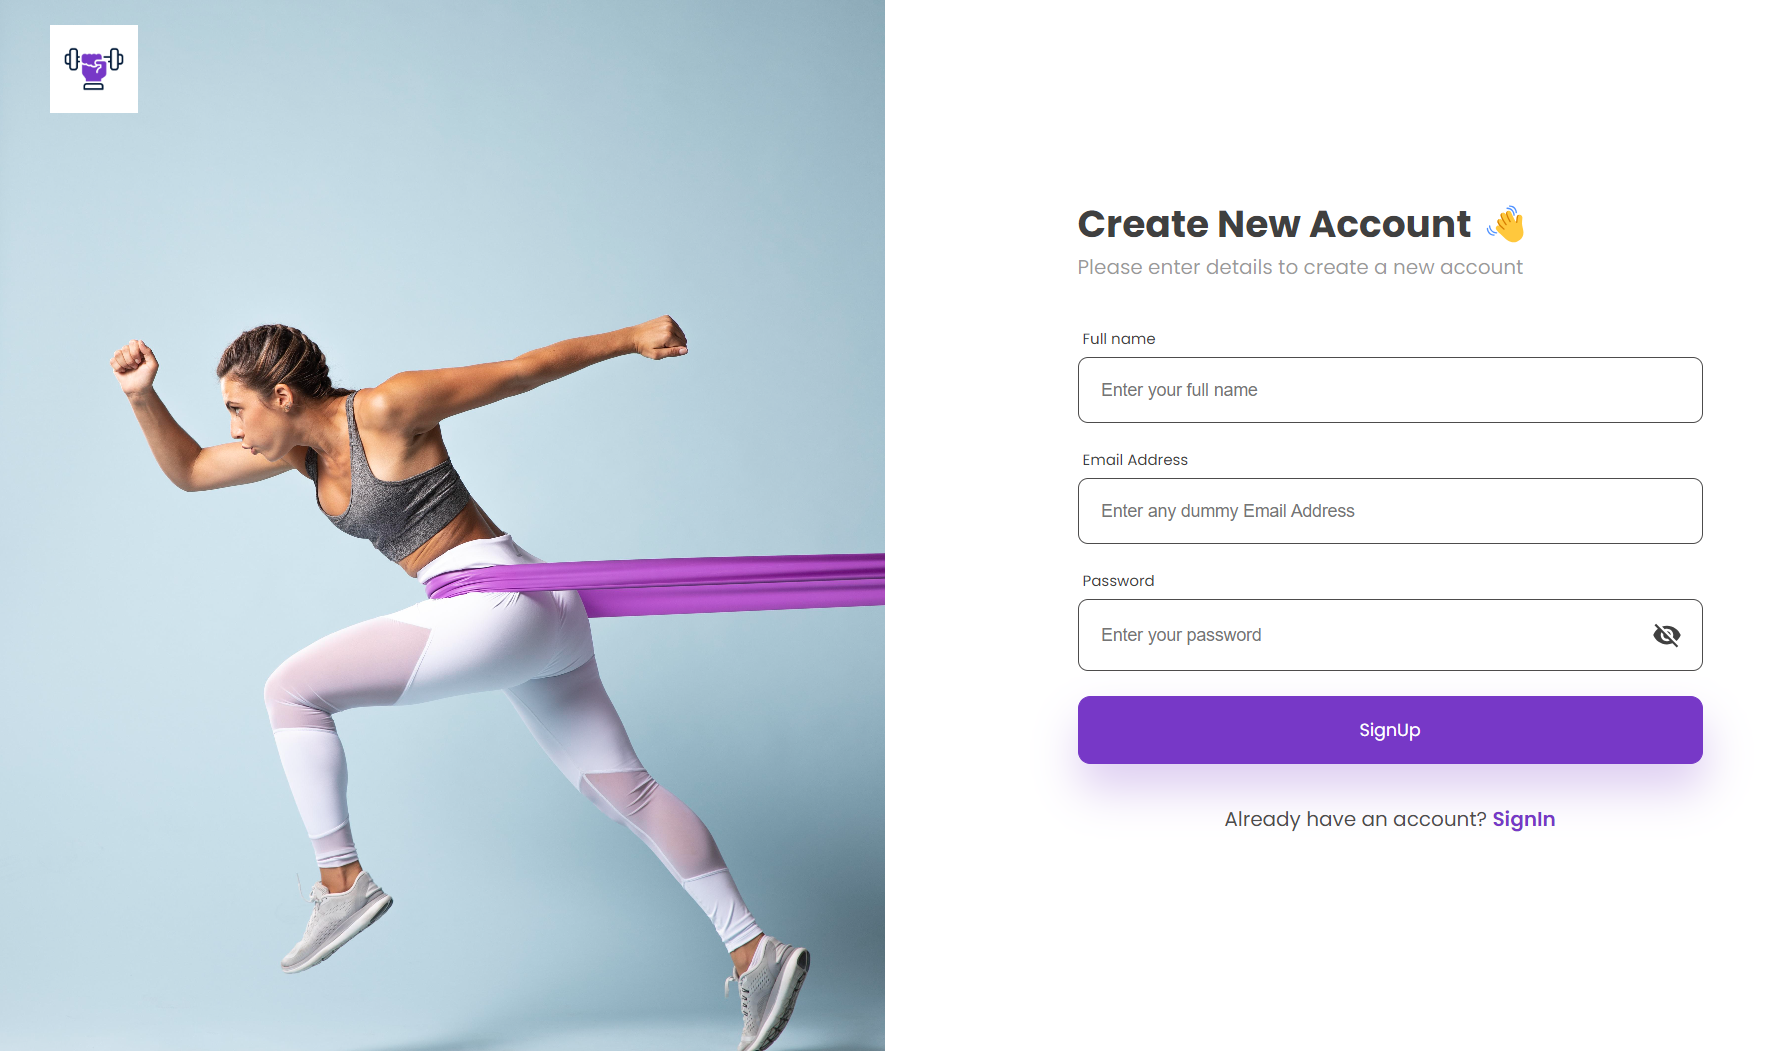 Create New Account 👋
Please enter details to create a new account
Full name
Enter your full name
Email Address
Enter any dummy Email Address
Password
Enter your password
SignUp
Already have an account? SignIn